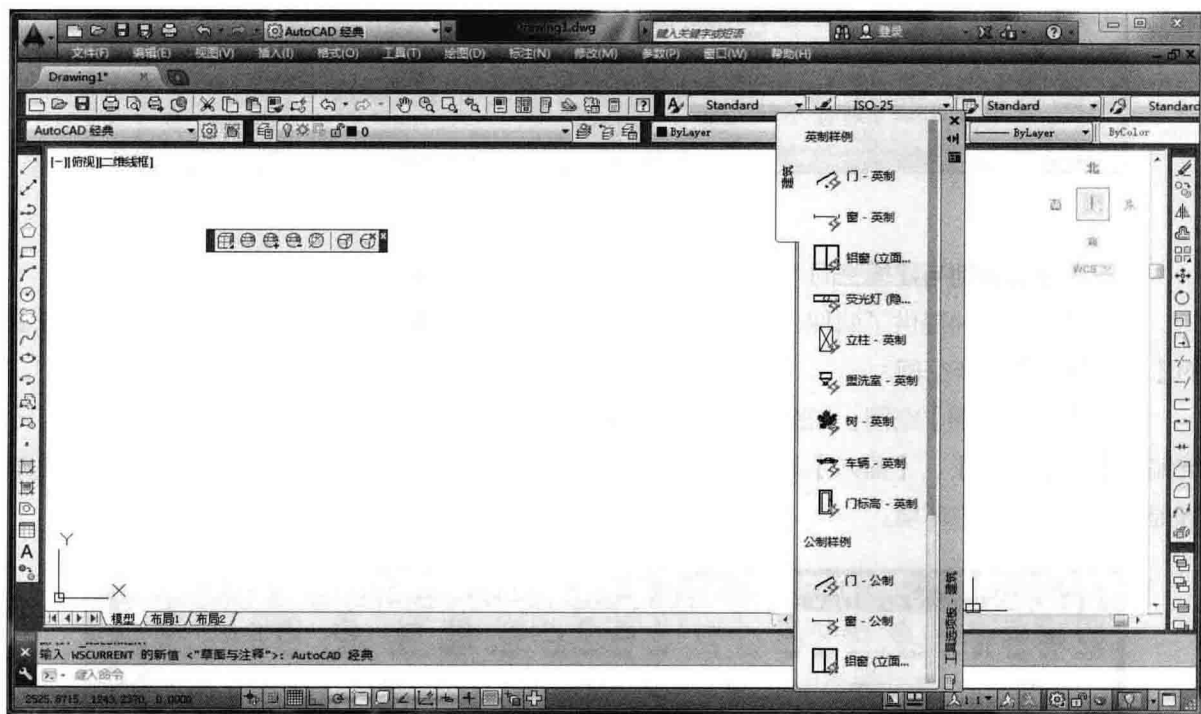 AutoCAD 经典
Drawing1.dwg
键入关键字或短语
登录
文件(F) 编辑(E) 视图(V) 插入(I) 格式(O) 工具(T) 绘图(D) 标注(N) 修改(M) 参数(P) 窗口(W) 帮助(H)
Drawing1*
Standard ISO-25 Standard Standard
AutoCAD 经典 0 ByLayer ByLayer ByColor
[-][俯视][二维线框]
北
西 上 东
南
WCS
建筑
英制样例
门 - 英制
窗 - 英制
铝窗 (立面...
荧光灯 (隐...
立柱 - 英制
盥洗室 - 英制
树 - 英制
车辆 - 英制
门标高 - 英制
公制样例
门 - 公制
窗 - 公制
铝窗 (立面...
工具选项板 - 建筑
Y
X
A
模型 布局1 布局2
输入 WSCURRENT 的新值 <"草图与注释">: AutoCAD 经典
键入命令
1:1